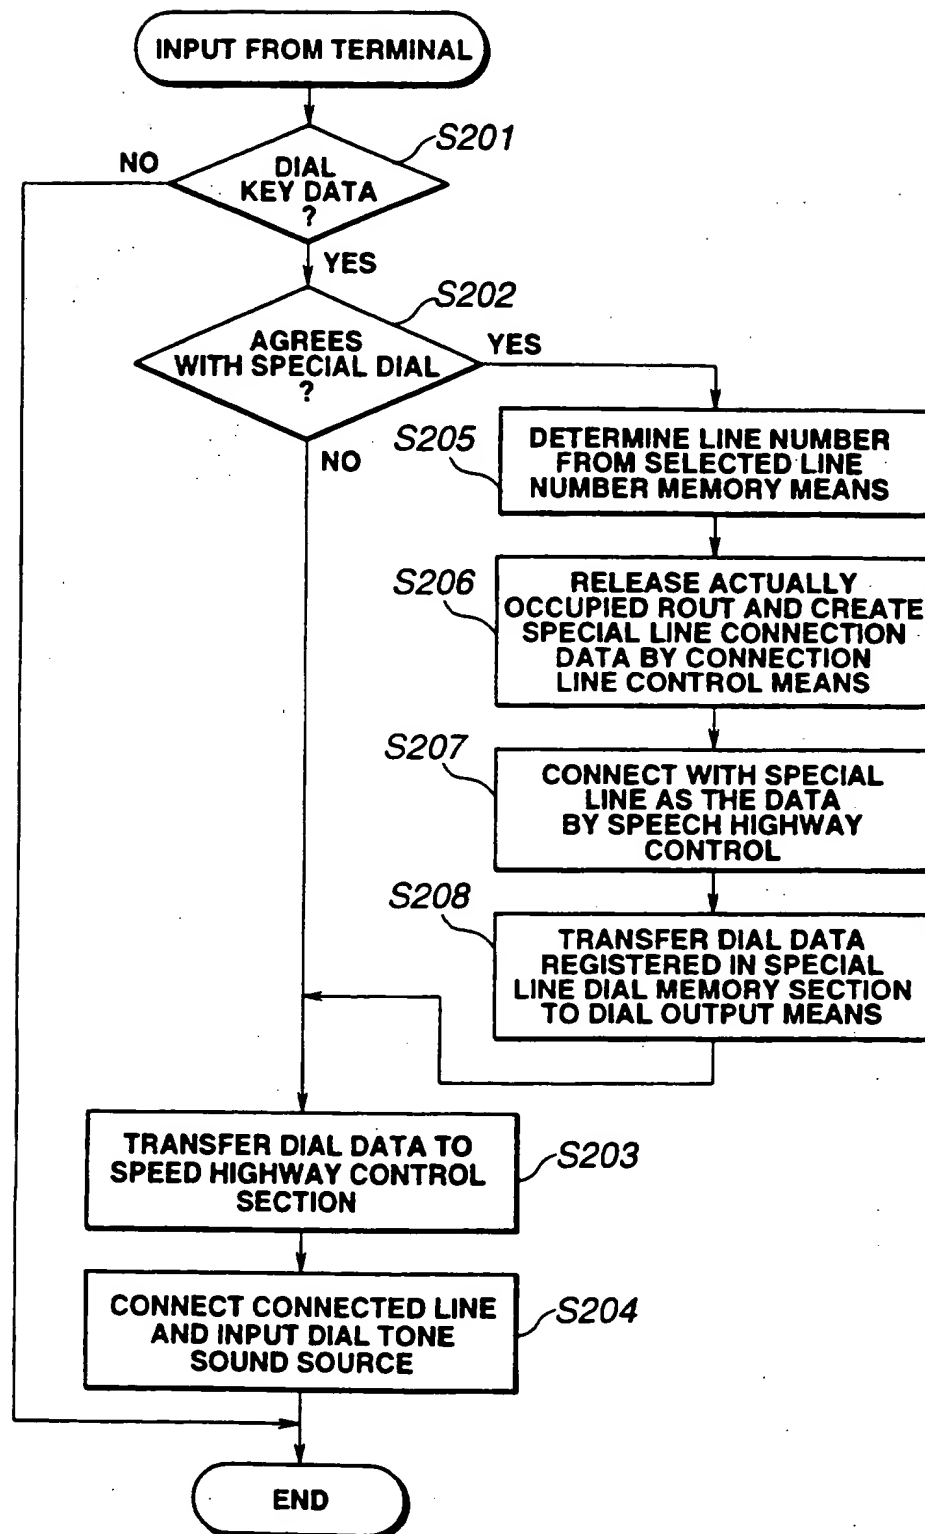 INPUT FROM TERMINAL
S201
NO
DIAL
KEY DATA
?
YES
S202
AGREES
WITH SPECIAL DIAL
?
YES
NO
S205
DETERMINE LINE NUMBER
FROM SELECTED LINE
NUMBER MEMORY MEANS
S206
RELEASE ACTUALLY
OCCUPIED ROUT AND CREATE
SPECIAL LINE CONNECTION
DATA BY CONNECTION
LINE CONTROL MEANS
S207
CONNECT WITH SPECIAL
LINE AS THE DATA
BY SPEECH HIGHWAY
CONTROL
S208
TRANSFER DIAL DATA
REGISTERED IN SPECIAL
LINE DIAL MEMORY SECTION
TO DIAL OUTPUT MEANS
TRANSFER DIAL DATA TO
SPEED HIGHWAY CONTROL
SECTION
S203
CONNECT CONNECTED LINE
AND INPUT DIAL TONE
SOUND SOURCE
S204
END